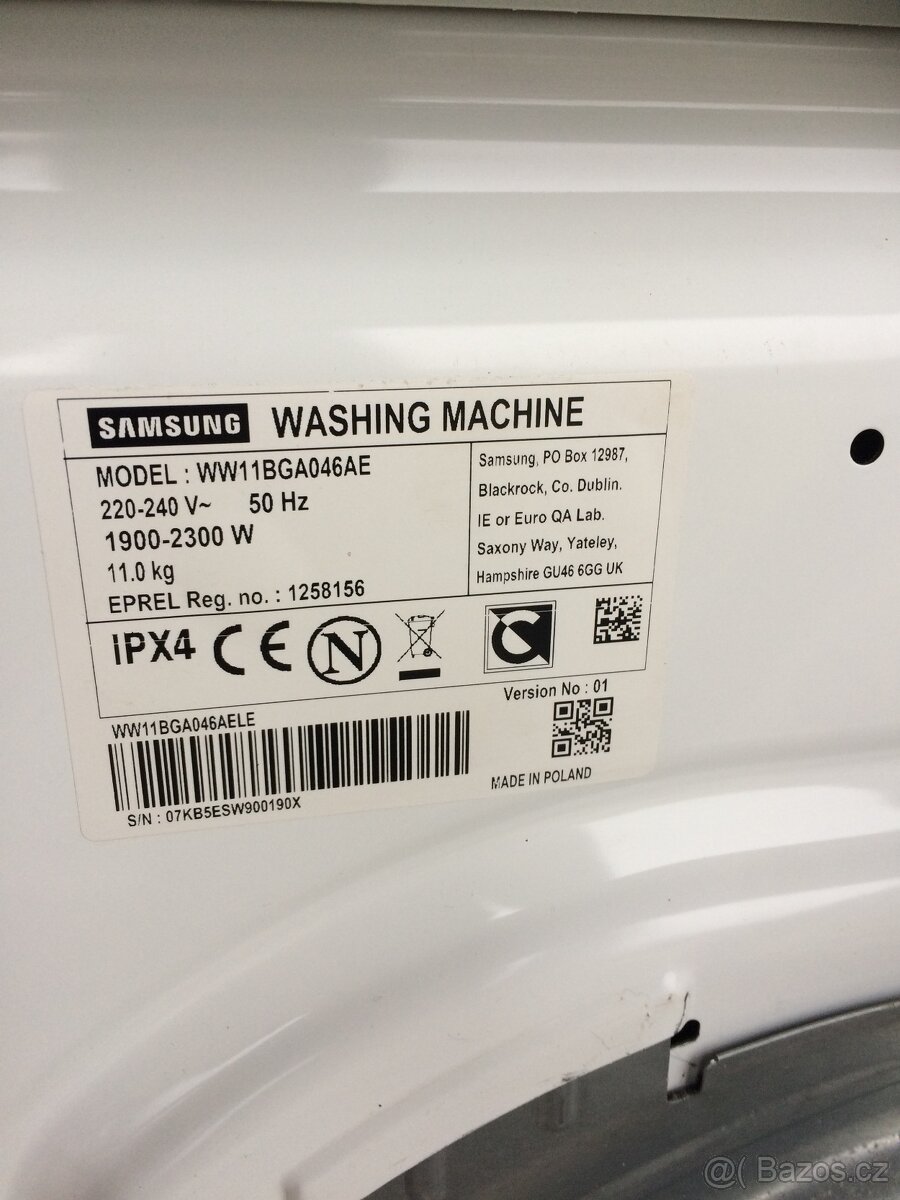 SAMSUNG WASHING MACHINE
MODEL : WW11BGA046AE
220-240 V~ 50 Hz
1900-2300 W
11.0 kg
EPREL Reg. no. : 1258156
Samsung, PO Box 12987,
Blackrock, Co. Dublin.
IE or Euro QA Lab.
Saxony Way, Yateley,
Hampshire GU46 6GG UK
IPX4 CE N
Version No : 01
WW11BGA046AELE
S/N : 07KB5ESW900190X
MADE IN POLAND
@( Bazos.cz